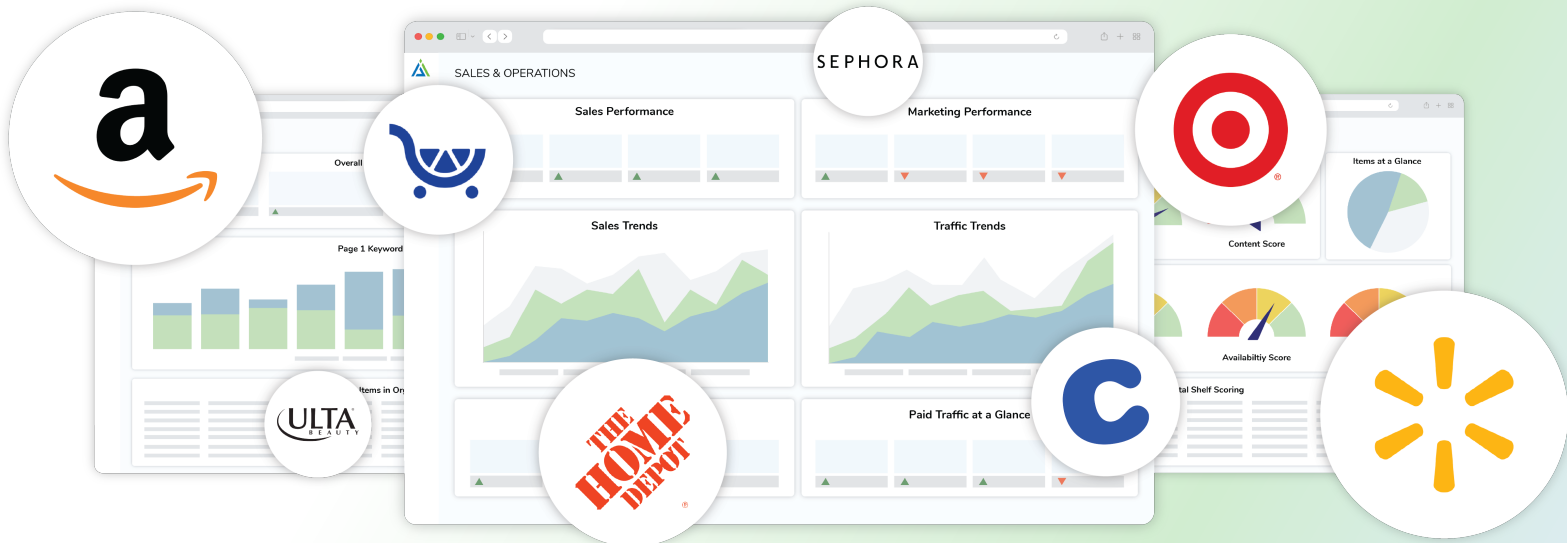 a
SEPHORA
SALES & OPERATIONS
Sales Performance
Marketing Performance
Overall
Items at a Glance
®
Sales Trends
Traffic Trends
Content Score
Page 1 Keyword
Availabiltiy Score
Items in Or
tal Shelf Scoring
ULTA
BEAUTY
THE
HOME
DEPOT
®
Paid Traffic at a Glance
C